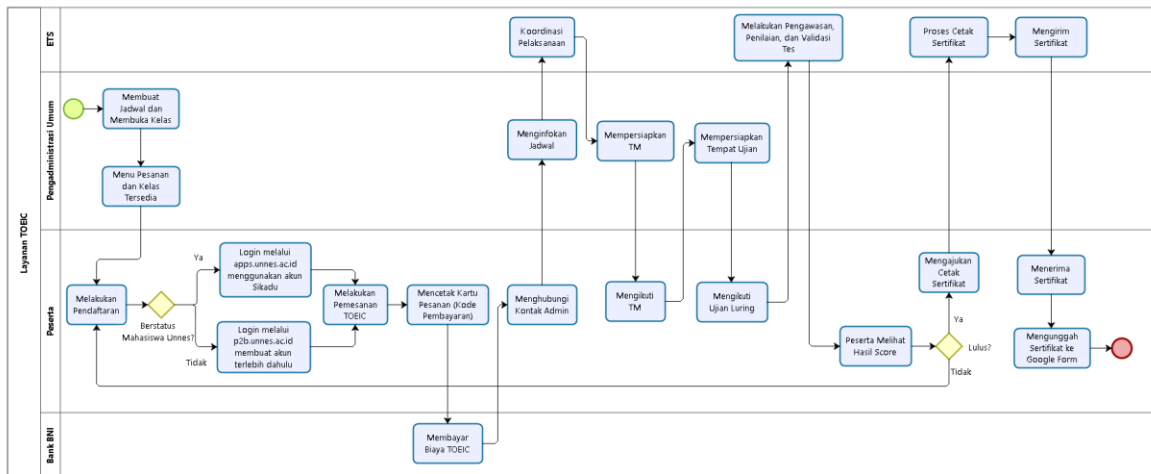 Layanan TOEIC
ETS
Koordinasi
Pelaksanaan
Melakukan Pengawasan,
Penilaian, dan Validasi
Tes
Proses Cetak
Sertifikat
Mengirim
Sertifikat
Pengadministrasi Umum
Membuat
Jadwal dan
Membuka Kelas
Menu Pesanan
dan Kelas
Tersedia
Menginfokan
Jadwal
Mempersiapkan
TM
Mempersiapkan
Tempat Ujian
Peserta
Melakukan
Pendaftaran
Berstatus
Mahasiswa Unnes?
Ya
Login melalui
apps.unnes.ac.id
menggunakan akun
Sikadu
Tidak
Login melalui
p2b.unnes.ac.id
membuat akun
terlebih dahulu
Melakukan
Pemesanan
TOEIC
Mencetak Kartu
Pesanan (Kode
Pembayaran)
Menghubungi
Kontak Admin
Mengikuti
TM
Mengikuti
Ujian Luring
Peserta Melihat
Hasil Score
Lulus?
Ya
Tidak
Mengajukan
Cetak
Sertifikat
Menerima
Sertifikat
Mengunggah
Sertifikat ke
Google Form
Bank BNI
Membayar
Biaya TOEIC